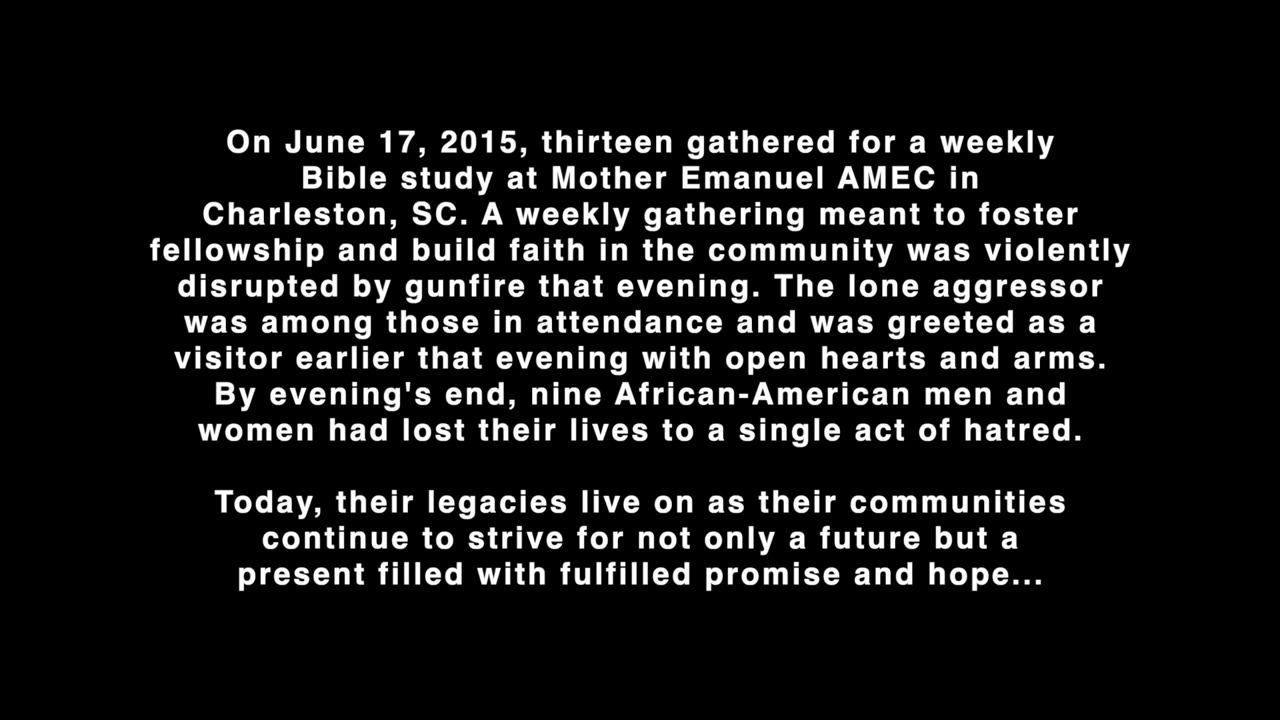 On June 17, 2015, thirteen gathered for a weekly
Bible study at Mother Emanuel AMEC in
Charleston, SC. A weekly gathering meant to foster
fellowship and build faith in the community was violently
disrupted by gunfire that evening. The lone aggressor
was among those in attendance and was greeted as a
visitor earlier that evening with open hearts and arms.
By evening's end, nine African-American men and
women had lost their lives to a single act of hatred.
Today, their legacies live on as their communities
continue to strive for not only a future but a
present filled with fulfilled promise and hope...